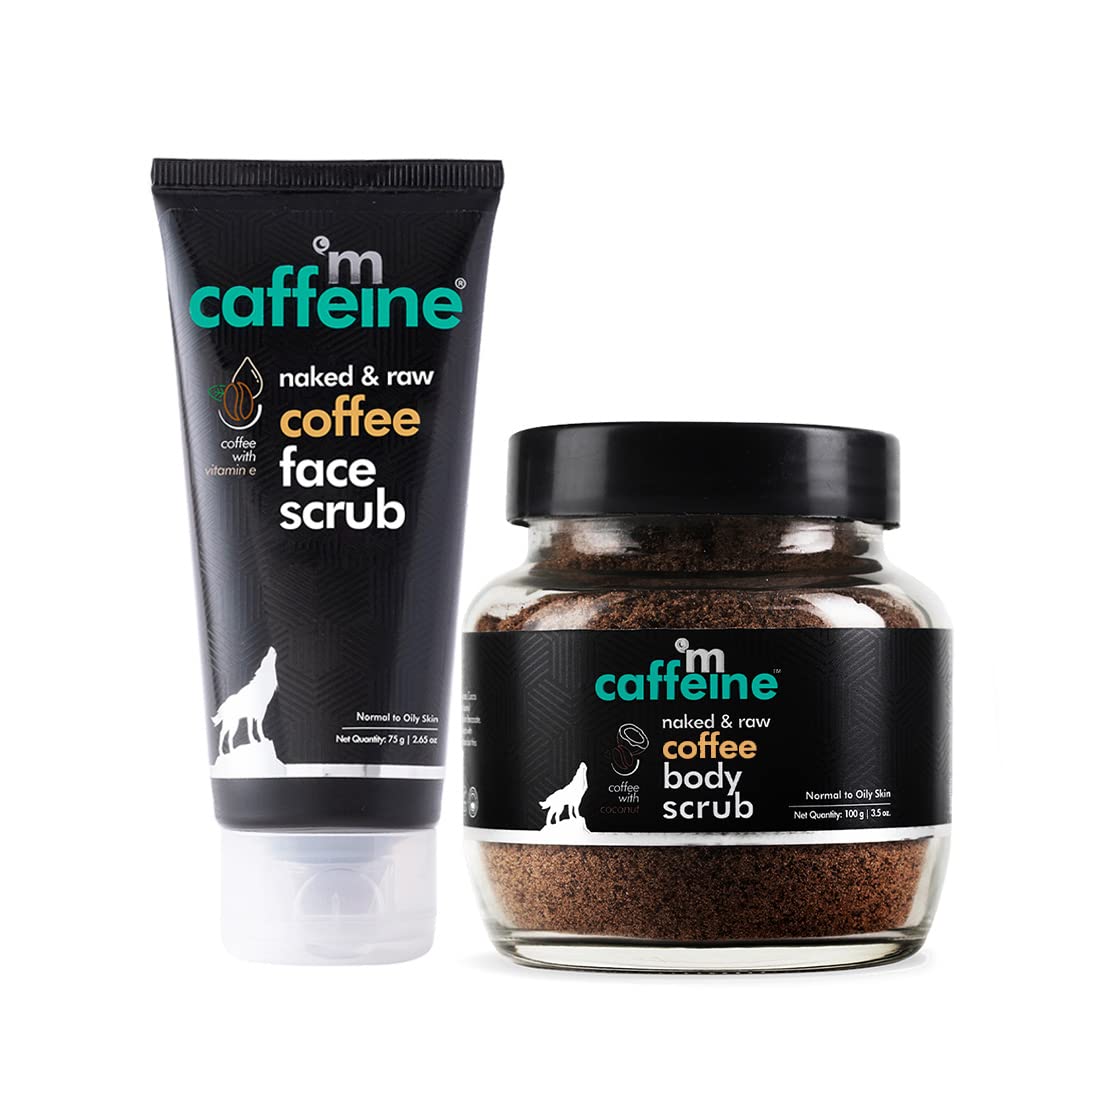 'm
caffeine®
naked & raw
coffee
face
scrub
coffee
with
vitamin e
Normal to Oily Skin
Net Quantity: 75 g | 2.65 oz.
'm
caffeine™
naked & raw
coffee
body
scrub
coffee
with
coconut
Normal to Oily Skin
Net Quantity: 100 g | 3.5 oz.